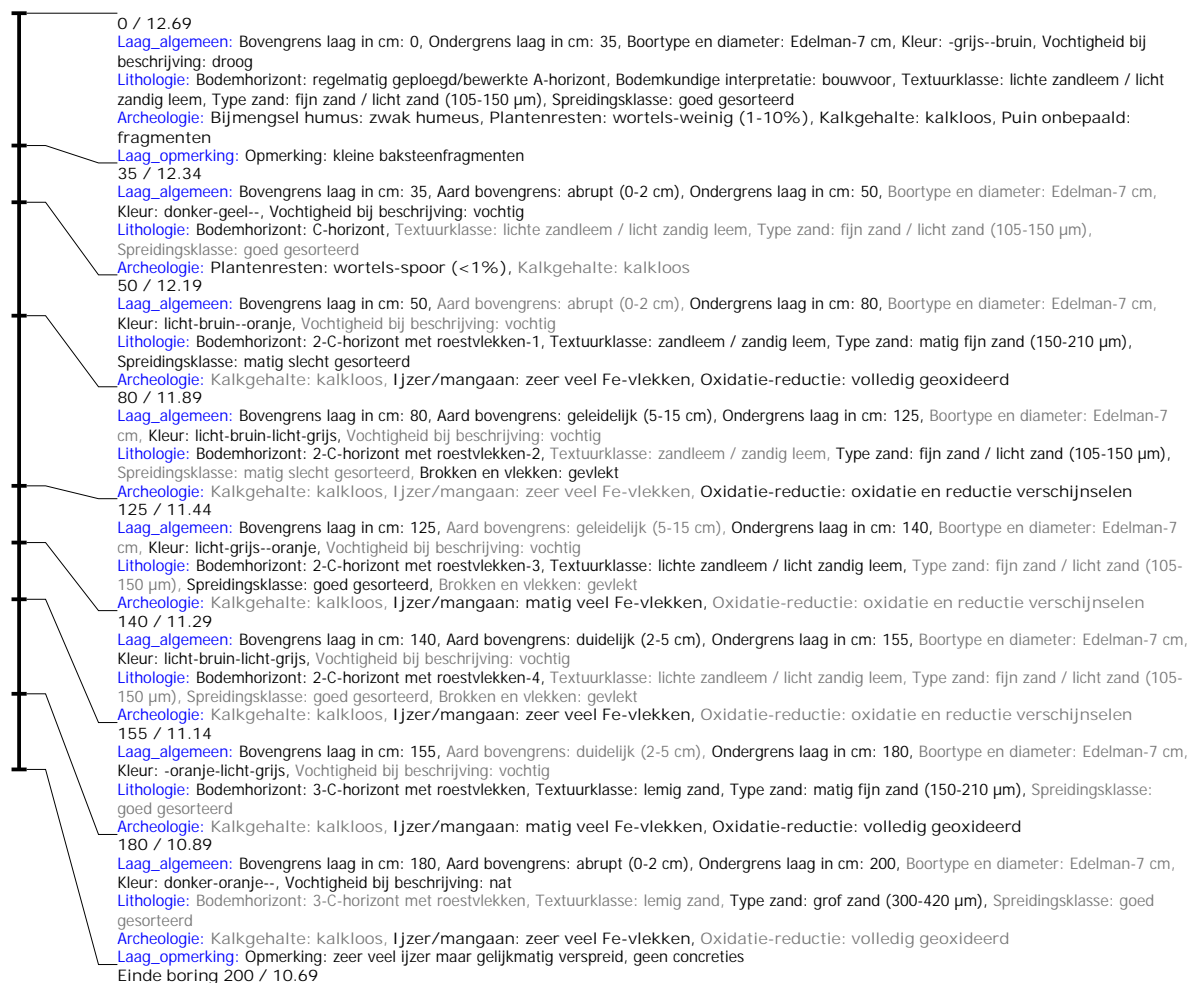 0 / 12.69
Laag_algemeen: Bovengrens laag in cm: 0, Ondergrens laag in cm: 35, Boortype en diameter: Edelman-7 cm, Kleur: -grijs--bruin, Vochtigheid bij
beschrijving: droog
Lithologie: Bodemhorizont: regelmatig geploegd/bewerkte A-horizont, Bodemkundige interpretatie: bouwvoor, Textuurklasse: lichte zandleem / licht
zandig leem, Type zand: fijn zand / licht zand (105-150 µm), Spreidingsklasse: goed gesorteerd
Archeologie: Bijmengsel humus: zwak humeus, Plantenresten: wortels-weinig (1-10%), Kalkgehalte: kalkloos, Puin onbepaald:
fragmenten
Laag_opmerking: Opmerking: kleine baksteenfragmenten
35 / 12.34
Laag_algemeen: Bovengrens laag in cm: 35, Aard bovengrens: abrupt (0-2 cm), Ondergrens laag in cm: 50, Boortype en diameter: Edelman-7 cm,
Kleur: donker-geel--, Vochtigheid bij beschrijving: vochtig
Lithologie: Bodemhorizont: C-horizont, Textuurklasse: lichte zandleem / licht zandig leem, Type zand: fijn zand / licht zand (105-150 µm),
Spreidingsklasse: goed gesorteerd
Archeologie: Plantenresten: wortels-spoor (<1%), Kalkgehalte: kalkloos
50 / 12.19
Laag_algemeen: Bovengrens laag in cm: 50, Aard bovengrens: abrupt (0-2 cm), Ondergrens laag in cm: 80, Boortype en diameter: Edelman-7 cm,
Kleur: licht-bruin--oranje, Vochtigheid bij beschrijving: vochtig
Lithologie: Bodemhorizont: 2-C-horizont met roestvlekken-1, Textuurklasse: zandleem / zandig leem, Type zand: matig fijn zand (150-210 µm),
Spreidingsklasse: matig slecht gesorteerd
Archeologie: Kalkgehalte: kalkloos, Ijzer/mangaan: zeer veel Fe-vlekken, Oxidatie-reductie: volledig geoxideerd
80 / 11.89
Laag_algemeen: Bovengrens laag in cm: 80, Aard bovengrens: geleidelijk (5-15 cm), Ondergrens laag in cm: 125, Boortype en diameter: Edelman-7
cm, Kleur: licht-bruin-licht-grijs, Vochtigheid bij beschrijving: vochtig
Lithologie: Bodemhorizont: 2-C-horizont met roestvlekken-2, Textuurklasse: zandleem / zandig leem, Type zand: fijn zand / licht zand (105-150 µm),
Spreidingsklasse: matig slecht gesorteerd, Brokken en vlekken: gevlekt
Archeologie: Kalkgehalte: kalkloos, Ijzer/mangaan: zeer veel Fe-vlekken, Oxidatie-reductie: oxidatie en reductie verschijnselen
125 / 11.44
Laag_algemeen: Bovengrens laag in cm: 125, Aard bovengrens: geleidelijk (5-15 cm), Ondergrens laag in cm: 140, Boortype en diameter: Edelman-7
cm, Kleur: licht-grijs--oranje, Vochtigheid bij beschrijving: vochtig
Lithologie: Bodemhorizont: 2-C-horizont met roestvlekken-3, Textuurklasse: lichte zandleem / licht zandig leem, Type zand: fijn zand / licht zand (105-
150 µm), Spreidingsklasse: goed gesorteerd, Brokken en vlekken: gevlekt
Archeologie: Kalkgehalte: kalkloos, Ijzer/mangaan: matig veel Fe-vlekken, Oxidatie-reductie: oxidatie en reductie verschijnselen
140 / 11.29
Laag_algemeen: Bovengrens laag in cm: 140, Aard bovengrens: duidelijk (2-5 cm), Ondergrens laag in cm: 155, Boortype en diameter: Edelman-7 cm,
Kleur: licht-bruin-licht-grijs, Vochtigheid bij beschrijving: vochtig
Lithologie: Bodemhorizont: 2-C-horizont met roestvlekken-4, Textuurklasse: lichte zandleem / licht zandig leem, Type zand: fijn zand / licht zand (105-
150 µm), Spreidingsklasse: goed gesorteerd, Brokken en vlekken: gevlekt
Archeologie: Kalkgehalte: kalkloos, Ijzer/mangaan: zeer veel Fe-vlekken, Oxidatie-reductie: oxidatie en reductie verschijnselen
155 / 11.14
Laag_algemeen: Bovengrens laag in cm: 155, Aard bovengrens: duidelijk (2-5 cm), Ondergrens laag in cm: 180, Boortype en diameter: Edelman-7 cm,
Kleur: -oranje-licht-grijs, Vochtigheid bij beschrijving: vochtig
Lithologie: Bodemhorizont: 3-C-horizont met roestvlekken, Textuurklasse: lemig zand, Type zand: matig fijn zand (150-210 µm), Spreidingsklasse:
goed gesorteerd
Archeologie: Kalkgehalte: kalkloos, Ijzer/mangaan: matig veel Fe-vlekken, Oxidatie-reductie: volledig geoxideerd
180 / 10.89
Laag_algemeen: Bovengrens laag in cm: 180, Aard bovengrens: abrupt (0-2 cm), Ondergrens laag in cm: 200, Boortype en diameter: Edelman-7 cm,
Kleur: donker-oranje--, Vochtigheid bij beschrijving: nat
Lithologie: Bodemhorizont: 3-C-horizont met roestvlekken, Textuurklasse: lemig zand, Type zand: grof zand (300-420 µm), Spreidingsklasse: goed
gesorteerd
Archeologie: Kalkgehalte: kalkloos, Ijzer/mangaan: zeer veel Fe-vlekken, Oxidatie-reductie: volledig geoxideerd
Laag_opmerking: Opmerking: zeer veel ijzer maar gelijkmatig verspreid, geen concreties
Einde boring 200 / 10.69